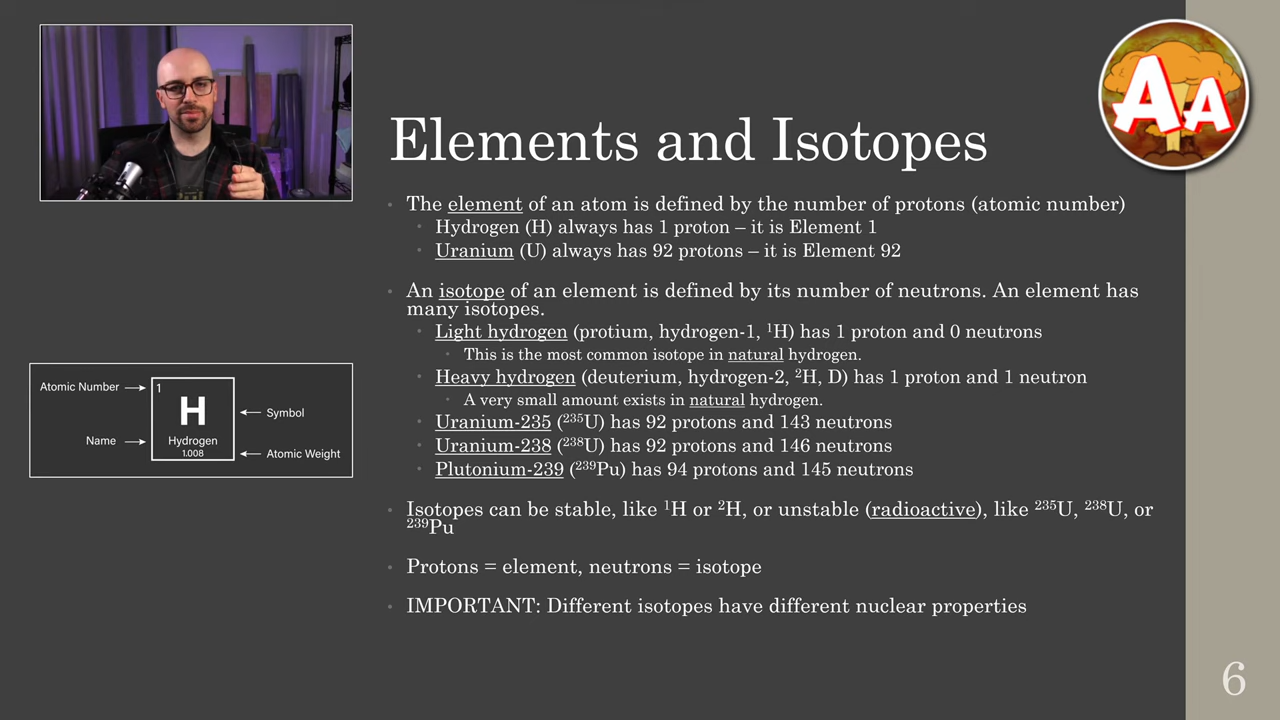 AA
Elements and Isotopes
• The element of an atom is defined by the number of protons (atomic number)
• Hydrogen (H) always has 1 proton – it is Element 1
• Uranium (U) always has 92 protons – it is Element 92
• An isotope of an element is defined by its number of neutrons. An element has
many isotopes.
• Light hydrogen (protium, hydrogen-1, ¹H) has 1 proton and 0 neutrons
• This is the most common isotope in natural hydrogen.
• Heavy hydrogen (deuterium, hydrogen-2, ²H, D) has 1 proton and 1 neutron
• A very small amount exists in natural hydrogen.
• Uranium-235 (²³⁵U) has 92 protons and 143 neutrons
• Uranium-238 (²³⁸U) has 92 protons and 146 neutrons
• Plutonium-239 (²³⁹Pu) has 94 protons and 145 neutrons
• Isotopes can be stable, like ¹H or ²H, or unstable (radioactive), like ²³⁵U, ²³⁸U, or
²³⁹Pu
• Protons = element, neutrons = isotope
• IMPORTANT: Different isotopes have different nuclear properties
Atomic Number
1
H
Symbol
Name
Hydrogen
1.008
Atomic Weight
6